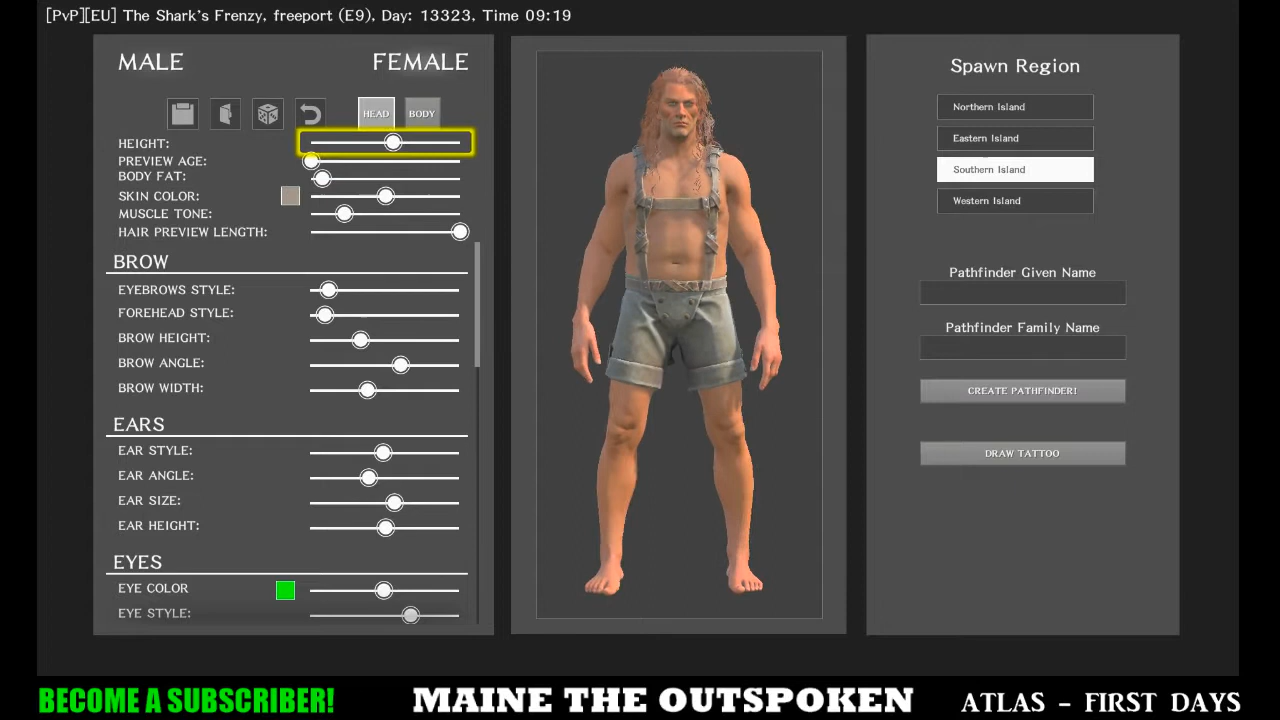 [PvP][EU] The Shark's Frenzy, freeport (E9), Day: 13323, Time 09:19
MALE
FEMALE
HEAD
BODY
HEIGHT:
PREVIEW AGE:
BODY FAT:
SKIN COLOR:
MUSCLE TONE:
HAIR PREVIEW LENGTH:
BROW
EYEBROWS STYLE:
FOREHEAD STYLE:
BROW HEIGHT:
BROW ANGLE:
BROW WIDTH:
EARS
EAR STYLE:
EAR ANGLE:
EAR SIZE:
EAR HEIGHT:
EYES
EYE COLOR
EYE STYLE:
Spawn Region
Northern Island
Eastern Island
Southern Island
Western Island
Pathfinder Given Name
Pathfinder Family Name
CREATE PATHFINDER!
DRAW TATTOO
BECOME A SUBSCRIBER!
MAINE THE OUTSPOKEN
ATLAS - FIRST DAYS